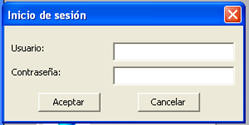 Inicio de sesión
Usuario:
Contraseña:
Aceptar Cancelar